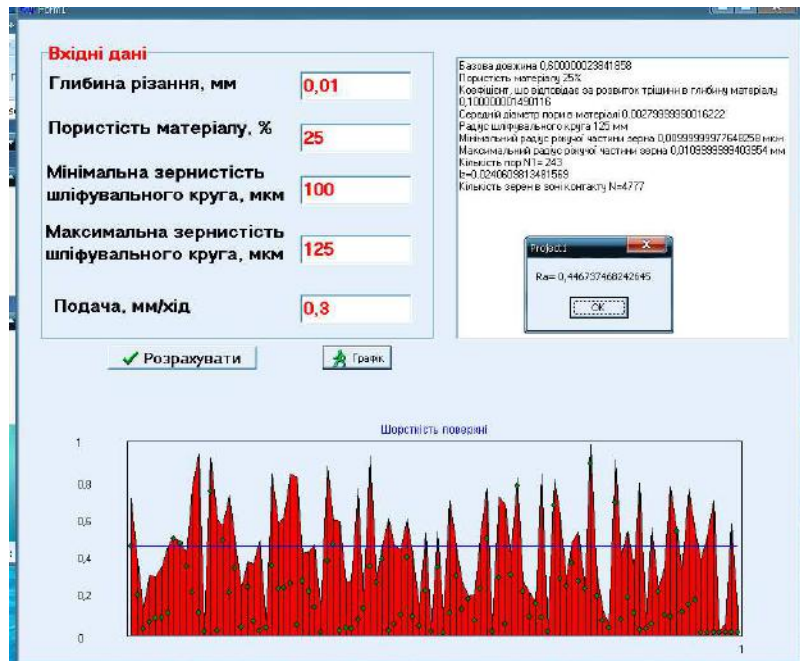 Form1
Вхідні дані
Глибина різання, мм
0,01
Пористість матеріалу, %
25
Мінімальна зернистість
шліфувального круга, мкм
100
Максимальна зернистість
шліфувального круга, мкм
125
Подача, мм/хід
0,3
Розрахувати
Графік
Базова довжина 0,600000023841858
Пористість матеріалу 25%
Коефіцієнт, що відповідає за розвиток тріщини в глибину матеріалу
0,100000001490116
Середній діаметр пори в матеріалі 0,00279999990016222
Радіус шліфувального круга 125 мм
Мінімальний радіус ріжучої частини зерна 0,00999999977648258 мкм
Максимальний радіус ріжучої частини зерна 0,0109999999403954 мм
Кількість пор N1= 243
lz=0.0240609813481569
Кількість зерен в зоні контакту N=4777
Project1
Ra= 0,446737468242645
OK
Шорсткість поверхні
1
0,8
0,6
0,4
0,2
0
1